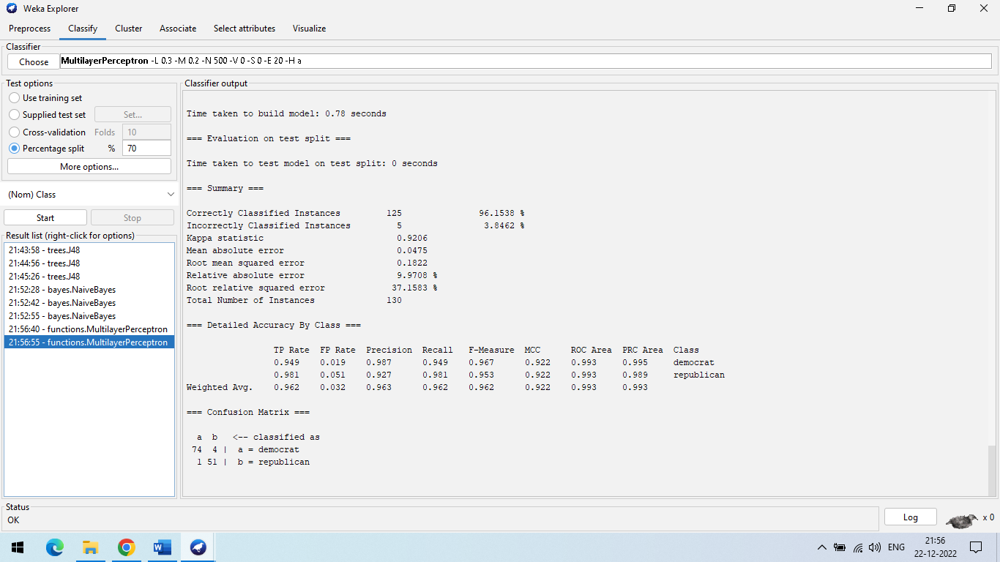 Weka Explorer
Preprocess Classify Cluster Associate Select attributes Visualize
Classifier
Choose MultilayerPerceptron -L 0.3 -M 0.2 -N 500 -V 0 -S 0 -E 20 -H a
Test options
Use training set
Supplied test set Set...
Cross-validation Folds 10
Percentage split % 70
More options...
(Nom) Class
Start Stop
Result list (right-click for options)
21:43:58 - trees.J48
21:44:56 - trees.J48
21:45:26 - trees.J48
21:52:28 - bayes.NaiveBayes
21:52:42 - bayes.NaiveBayes
21:52:55 - bayes.NaiveBayes
21:56:40 - functions.MultilayerPerceptron
21:56:55 - functions.MultilayerPerceptron
Classifier output
Time taken to build model: 0.78 seconds
=== Evaluation on test split ===
Time taken to test model on test split: 0 seconds
=== Summary ===
Correctly Classified Instances 125 96.1538 %
Incorrectly Classified Instances 5 3.8462 %
Kappa statistic 0.9206
Mean absolute error 0.0475
Root mean squared error 0.1822
Relative absolute error 9.9708 %
Root relative squared error 37.1583 %
Total Number of Instances 130
=== Detailed Accuracy By Class ===
TP Rate FP Rate Precision Recall F-Measure MCC ROC Area PRC Area Class
0.949 0.019 0.987 0.949 0.967 0.922 0.993 0.995 democrat
0.981 0.051 0.927 0.981 0.953 0.922 0.993 0.989 republican
Weighted Avg. 0.962 0.032 0.963 0.962 0.962 0.922 0.993 0.993
=== Confusion Matrix ===
a b <-- classified as
74 4 | a = democrat
1 51 | b = republican
Status
OK
Log
x 0
ENG
21:56
22-12-2022